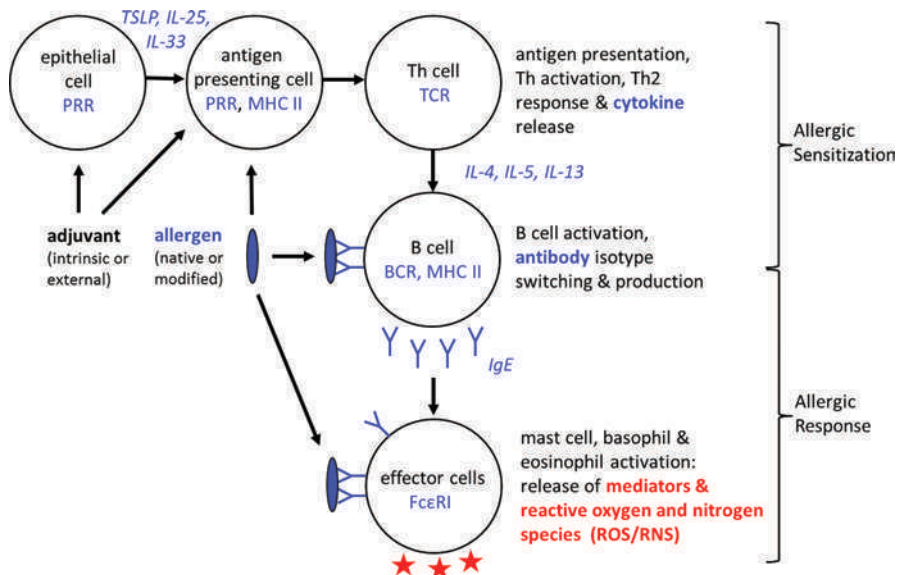 TSLP, IL-25,
IL-33
epithelial
cell
PRR
antigen
presenting cell
PRR, MHC II
Th cell
TCR
antigen presentation,
Th activation, Th2
response & cytokine
release
Allergic
Sensitization
IL-4, IL-5, IL-13
adjuvant
(intrinsic or
external)
allergen
(native or
modified)
B cell
BCR, MHC II
B cell activation,
antibody isotype
switching & production
IgE
Allergic
Response
effector cells
FcεRI
mast cell, basophil &
eosinophil activation:
release of mediators &
reactive oxygen and nitrogen
species (ROS/RNS)